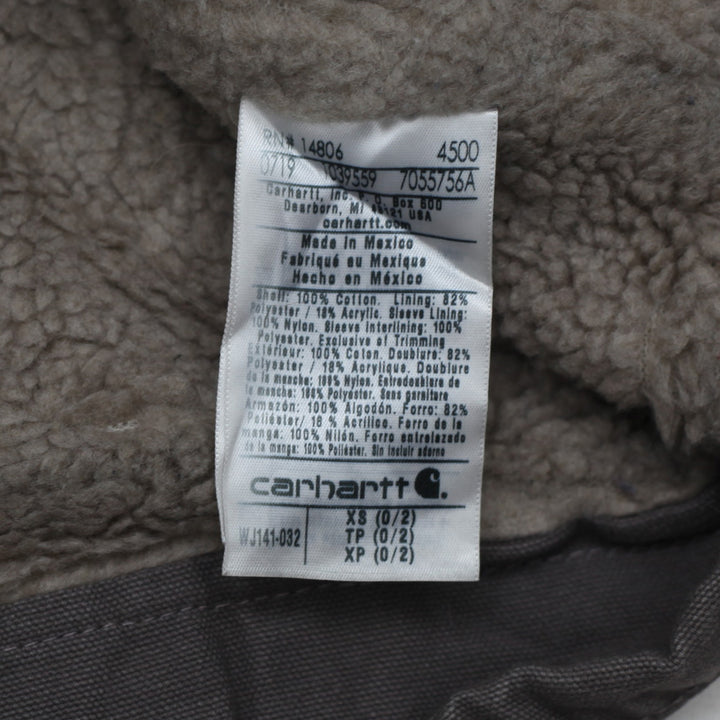 RN# 14806 4500
0719 1039559 7055756A
Carhartt, Inc. P. O. Box 600
Dearborn, MI 48121 USA
carhartt.com
Made in Mexico
Fabriqué au Mexique
Hecho en México
Shell: 100% Cotton. Lining: 82%
Polyester / 18% Acrylic. Sleeve Lining:
100% Nylon. Sleeve interlining: 100%
Polyester. Exclusive of Trimming
Extérieur: 100% Coton. Doublure: 82%
Polyester / 18% Acrylique. Doublure
de la manche: 100% Nylon. Entredoublure de
la manche: 100% Polyester. Sans garniture
Armazón: 100% Algodón. Forro: 82%
Poliéster/ 18 % Acrílico. Forro de la
manga: 100% Nilón. Forro entrelazado
de la manga: 100% Poliéster. Sin incluir adorno
carhartt
WJ141-032
XS (0/2)
TP (0/2)
XP (0/2)